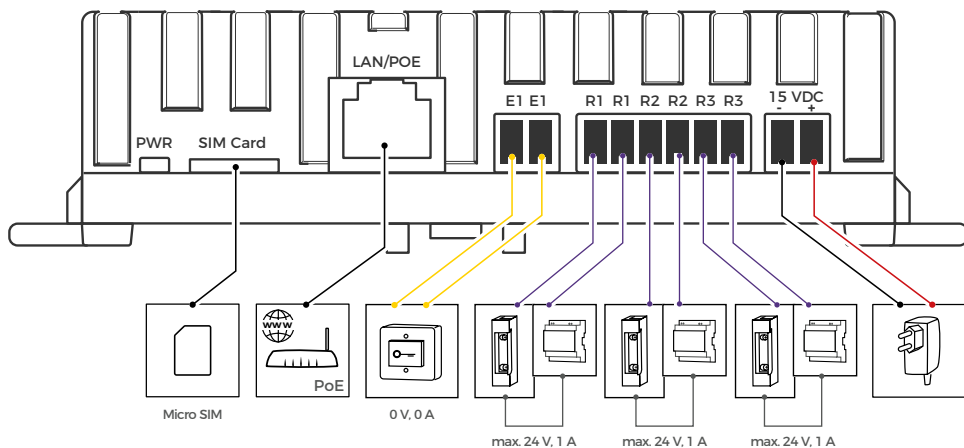 LAN/POE
E1 E1
R1 R1 R2 R2 R3 R3
15 VDC
- +
PWR
SIM Card
www
PoE
Micro SIM
0 V, 0 A
max. 24 V, 1 A
max. 24 V, 1 A
max. 24 V, 1 A